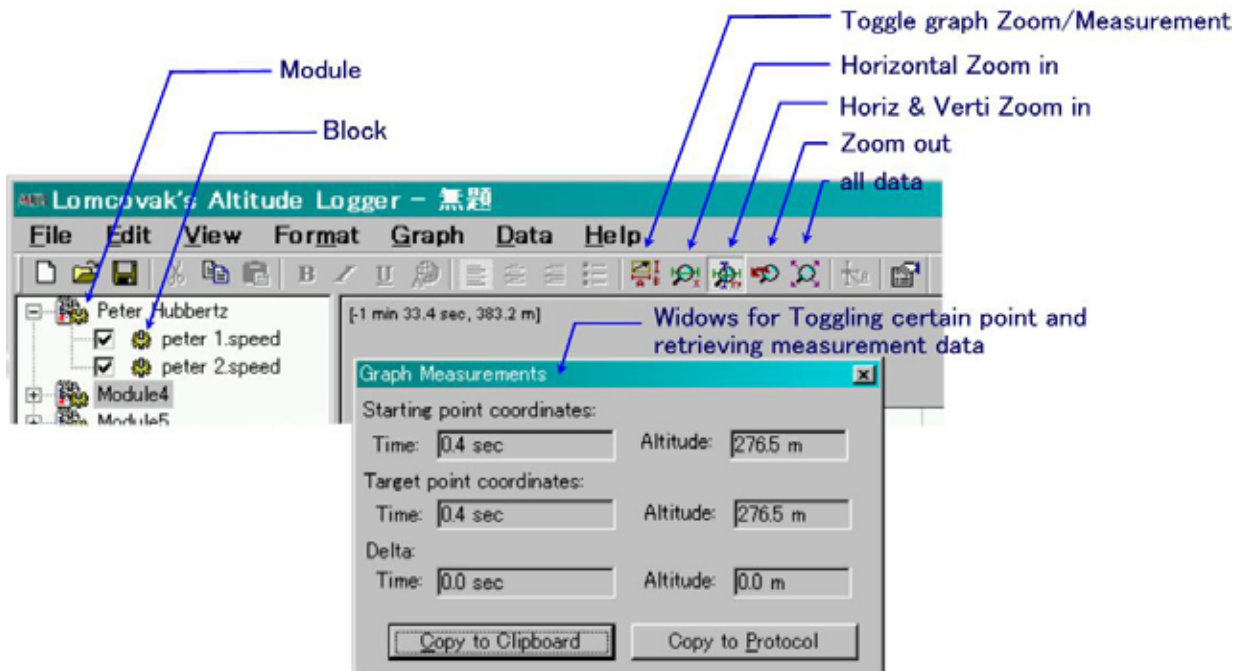 Toggle graph Zoom/Measurement
Module
Horizontal Zoom in
Horiz & Verti Zoom in
Block
Zoom out
all data
Lomcovak's Altitude Logger - 無題
File Edit View Format Graph Data Help
B I U
Peter Hubbertz
peter 1.speed
peter 2.speed
Module4
Module5
[-1 min 33.4 sec, 383.2 m]
Widows for Toggling certain point and
retrieving measurement data
Graph Measurements
Starting point coordinates:
Time: 0.4 sec Altitude: 276.5 m
Target point coordinates:
Time: 0.4 sec Altitude: 276.5 m
Delta:
Time: 0.0 sec Altitude: 0.0 m
Copy to Clipboard Copy to Protocol